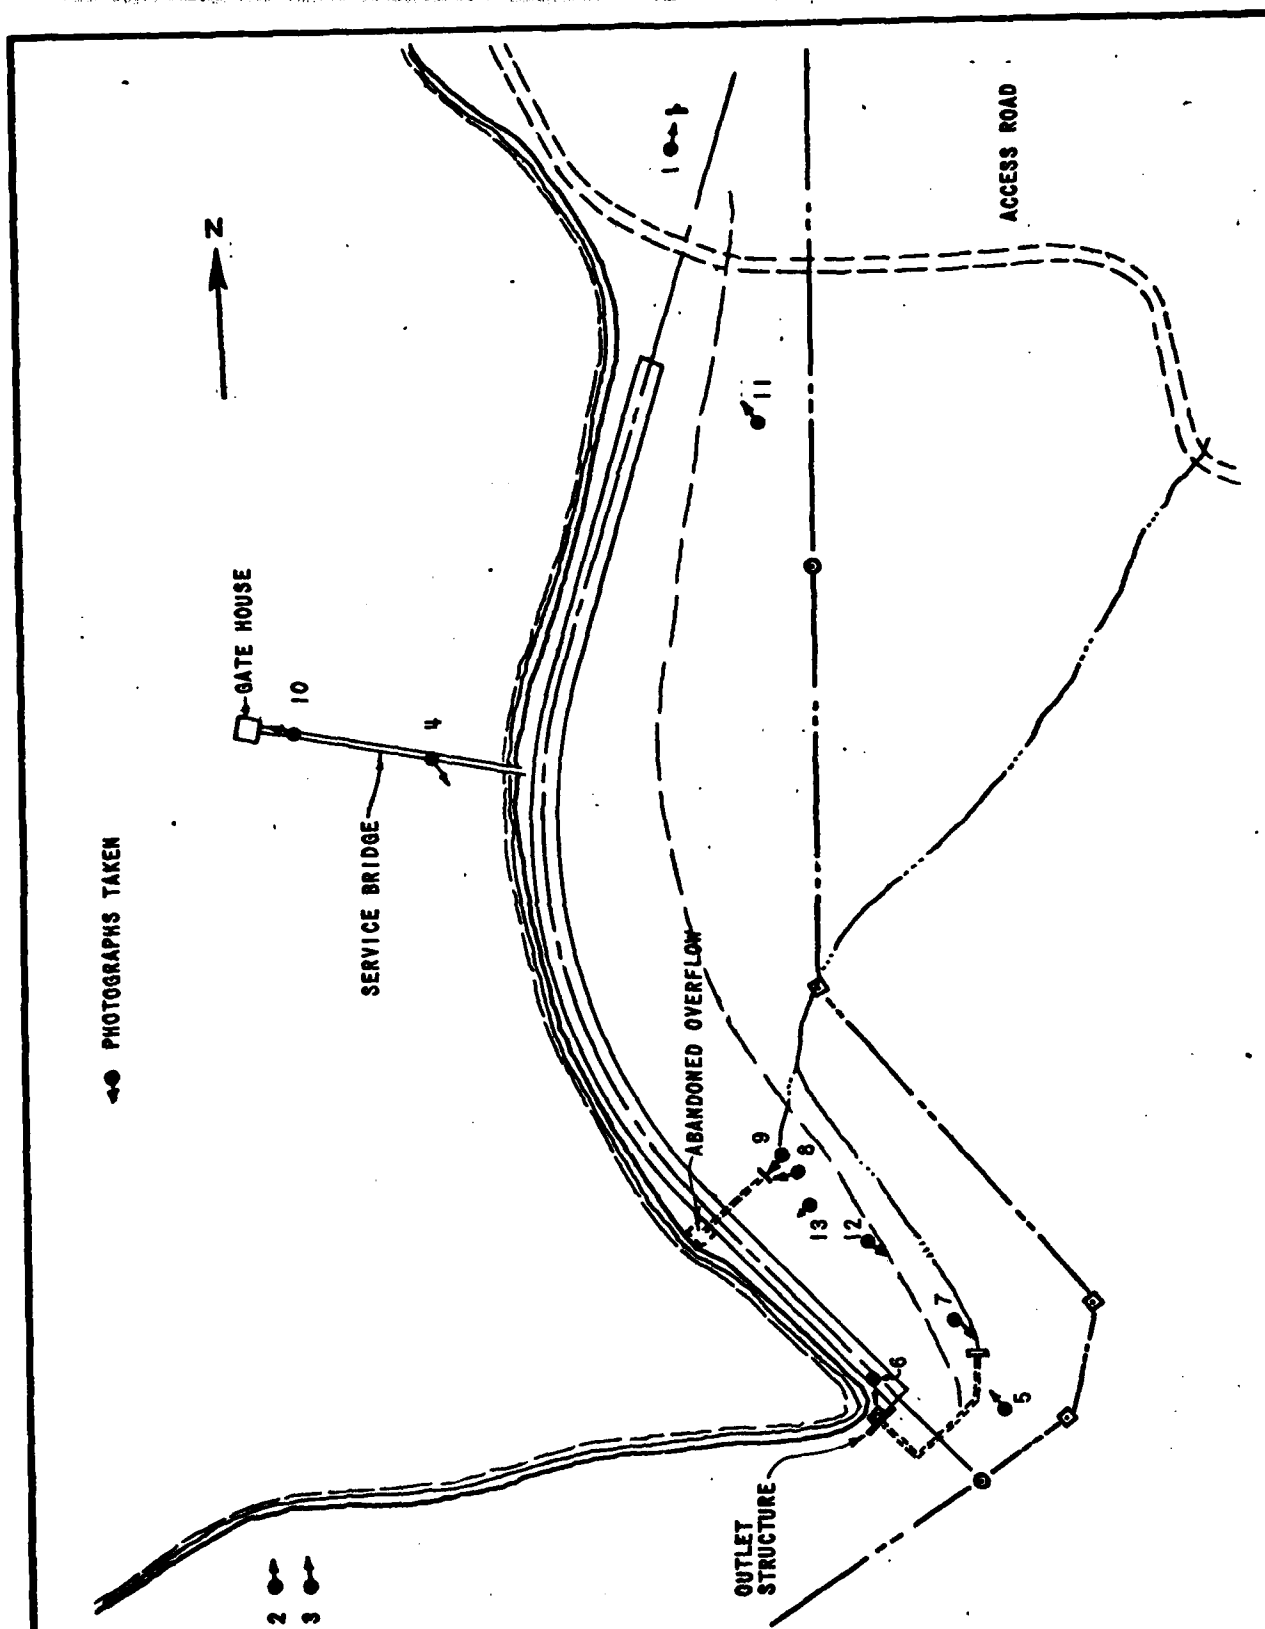 PHOTOGRAPHS TAKEN
N
1
ACCESS ROAD
11
GATE HOUSE
10
4
SERVICE BRIDGE
ABANDONED OVERFLOW
9
8
13
12
7
6
5
OUTLET
STRUCTURE
2
3